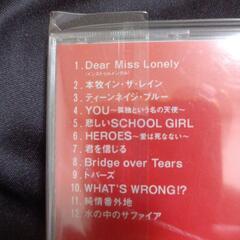 1. Dear Miss Lonely
(インストゥルメンタル)
2. 本牧イン・ザ・レイン
3. ティーンネイジ・ブルー
4. YOU〜孤独という名の天使〜
5. 悲しいSCHOOL GIRL
6. HEROES〜愛は死なない〜
7. 君を信じる
8. Bridge over Tears
9. トパーズ
10. WHAT'S WRONG!?
11. 純情番外地
12. 水の中のサファイア